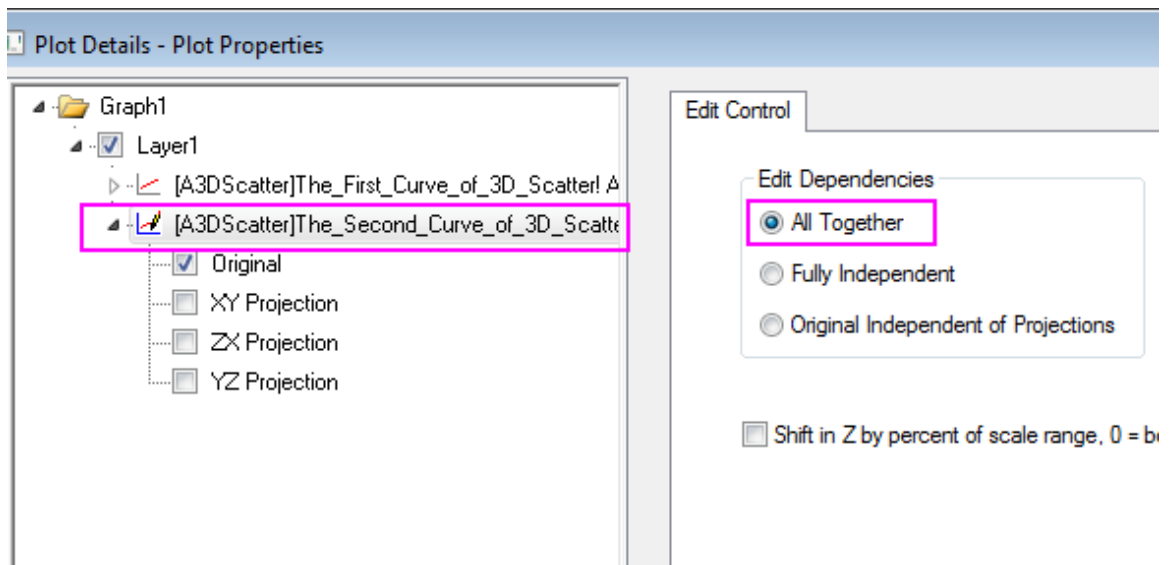 Plot Details - Plot Properties
Graph1
Layer1
[A3DScatter]The_First_Curve_of_3D_Scatter! A
[A3DScatter]The_Second_Curve_of_3D_Scatte
Original
XY Projection
ZX Projection
YZ Projection
Edit Control
Edit Dependencies
All Together
Fully Independent
Original Independent of Projections
Shift in Z by percent of scale range, 0 =